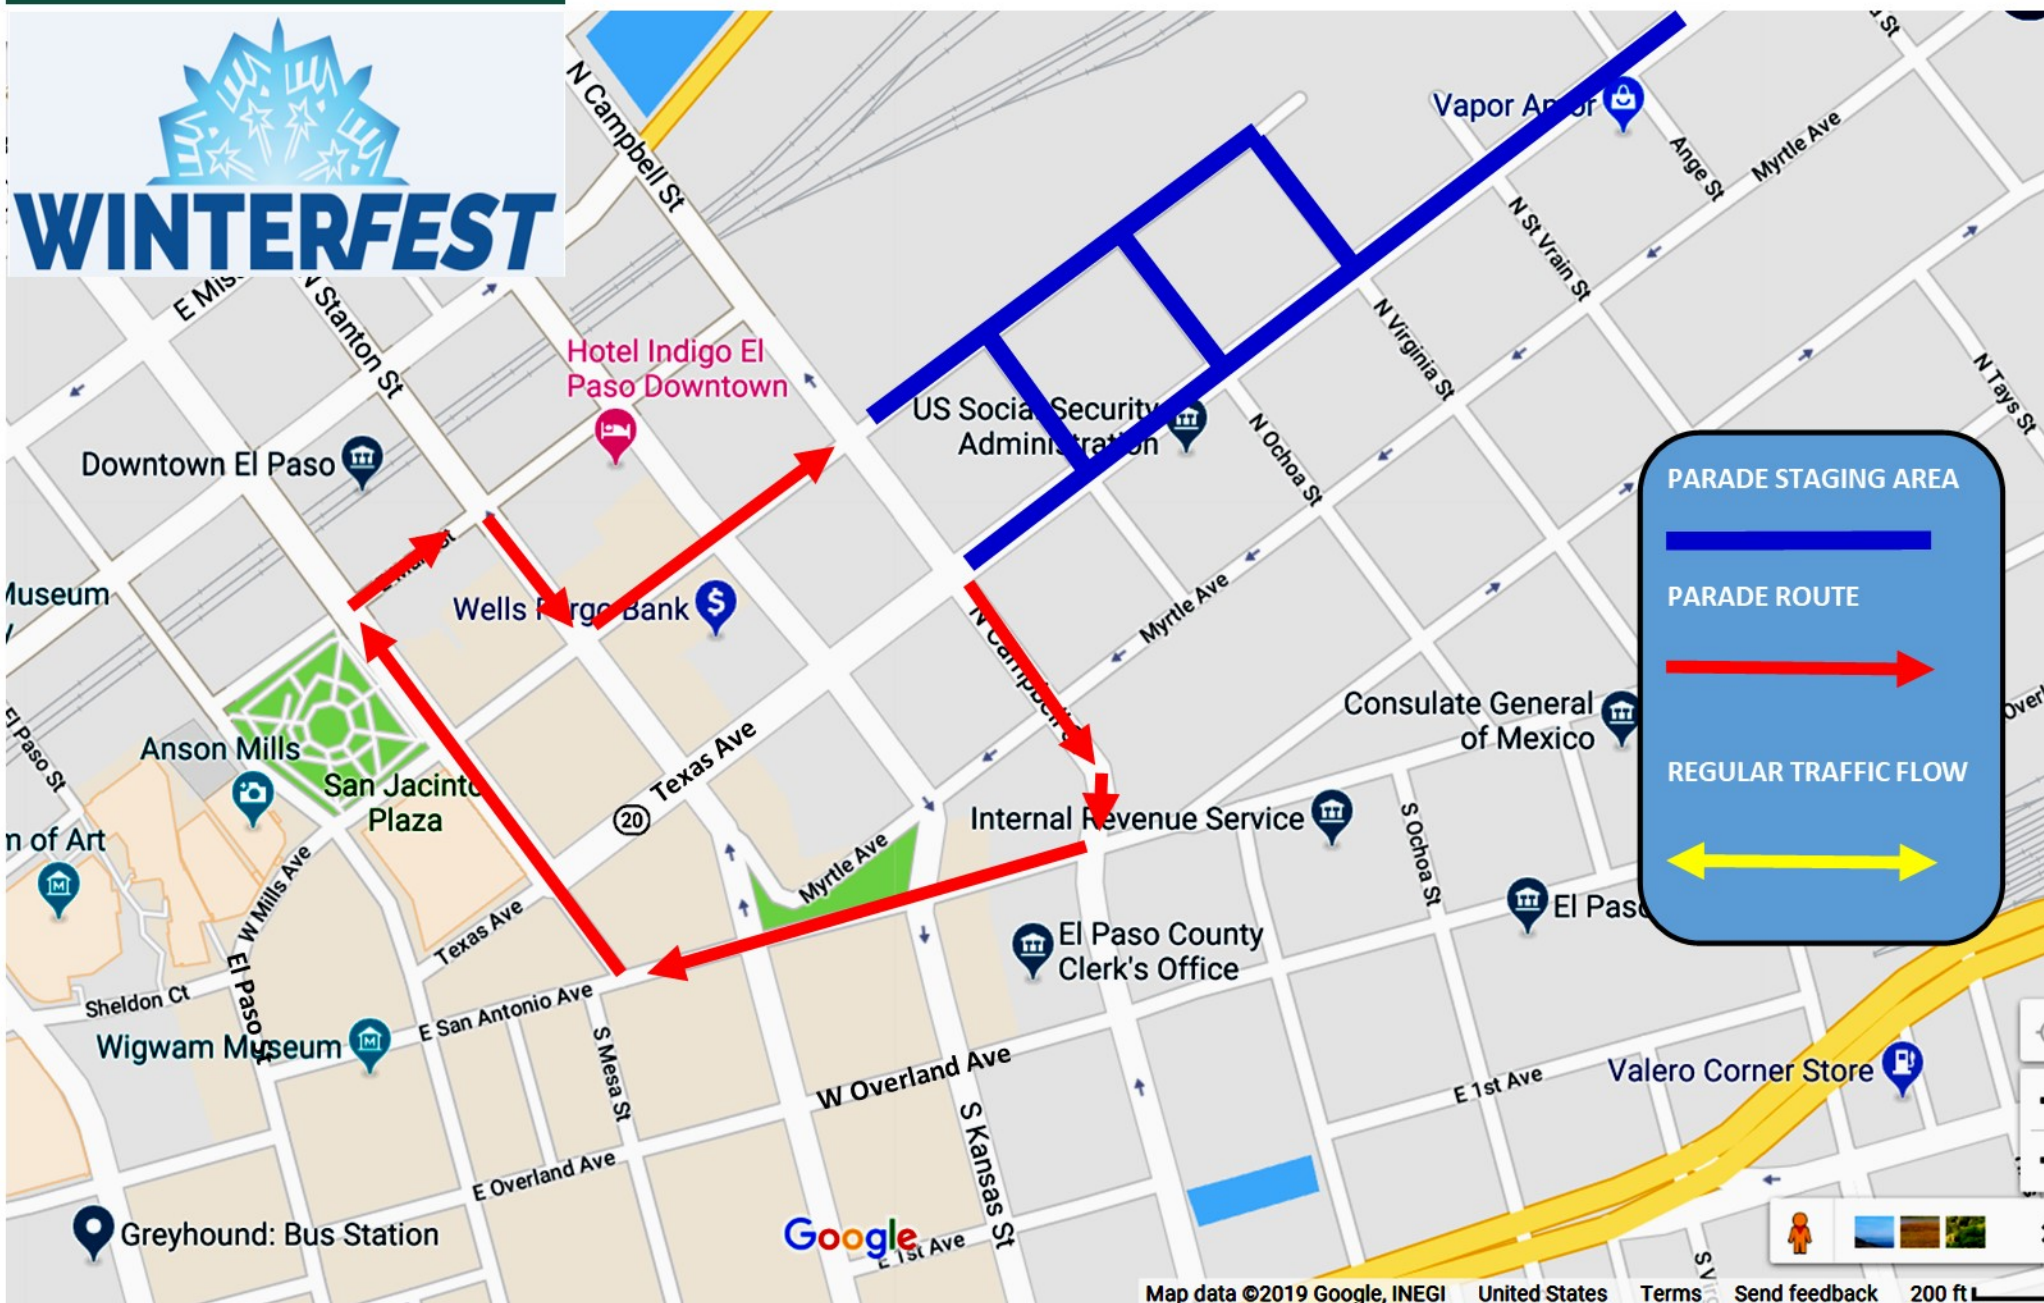 WINTERFEST
N Campbell St
Vapor Amor
Ange St
Myrtle Ave
N Stanton St
N St Vrain St
N Virginia St
N Tays St
Hotel Indigo El
Paso Downtown
US Social Security
Administration
N Ochoa St
Downtown El Paso
PARADE STAGING AREA
PARADE ROUTE
REGULAR TRAFFIC FLOW
Museum
Wells Fargo Bank
Myrtle Ave
N Campbell St
Consulate General
of Mexico
El Paso St
Anson Mills
San Jacinto
Plaza
20
Texas Ave
Internal Revenue Service
S Ochoa St
m of Art
Myrtle Ave
W Mills Ave
Texas Ave
El Paso
El Paso County
Clerk's Office
Sheldon Ct
El Paso St
E San Antonio Ave
Wigwam Museum
S Mesa St
W Overland Ave
E 1st Ave
Valero Corner Store
S Kansas St
E Overland Ave
Greyhound: Bus Station
Google
E 1st Ave
Map data ©2019 Google, INEGI United States Terms Send feedback 200 ft